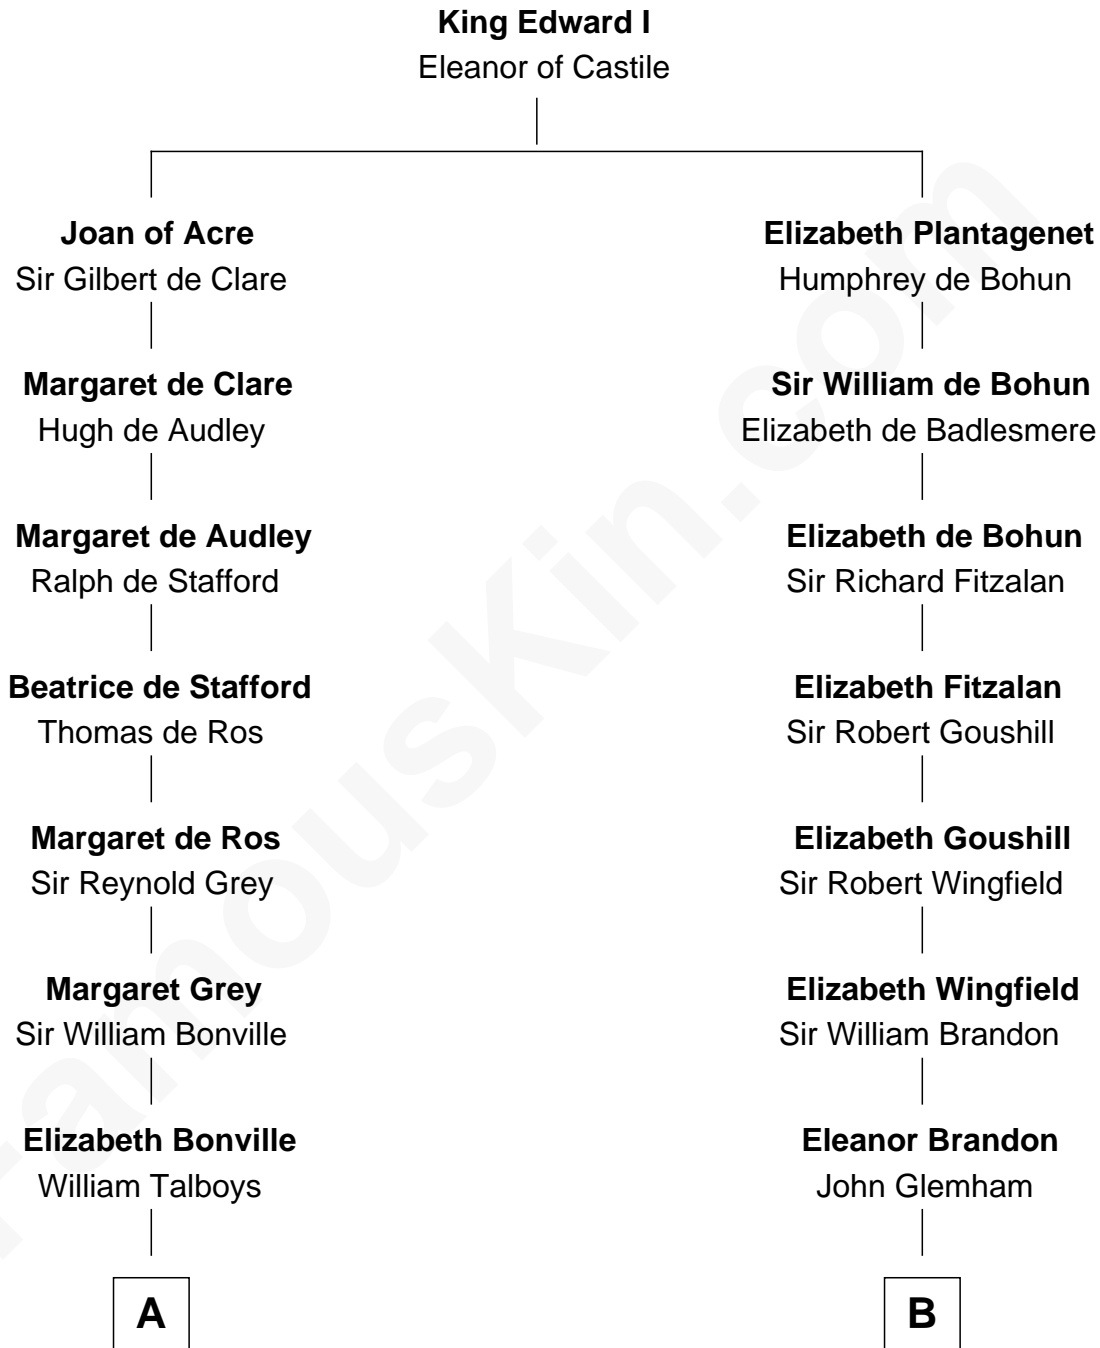 King Edward I
Eleanor of Castile
Joan of Acre
Sir Gilbert de Clare
Elizabeth Plantagenet
Humphrey de Bohun
Margaret de Clare
Hugh de Audley
Sir William de Bohun
Elizabeth de Badlesmere
Margaret de Audley
Ralph de Stafford
Elizabeth de Bohun
Sir Richard Fitzalan
Beatrice de Stafford
Thomas de Ros
Elizabeth Fitzalan
Sir Robert Goushill
Margaret de Ros
Sir Reynold Grey
Elizabeth Goushill
Sir Robert Wingfield
Margaret Grey
Sir William Bonville
Elizabeth Wingfield
Sir William Brandon
Elizabeth Bonville
William Talboys
Eleanor Brandon
John Glemham
A
B
FamousKin.com